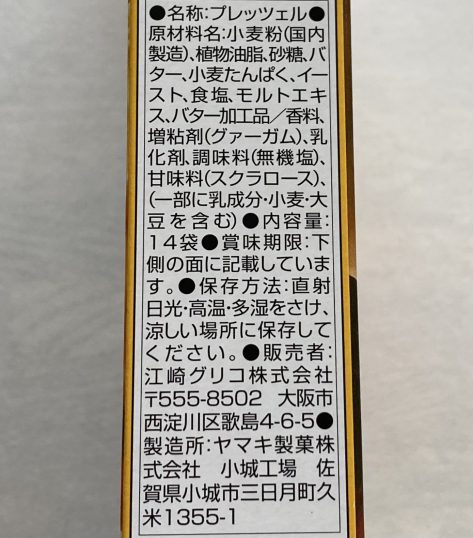 ●名称:プレッツェル●
原材料名:小麦粉(国内
製造)、植物油脂、砂糖、バ
ター、小麦たんぱく、イー
スト、食塩、モルトエキ
ス、バター加工品/香料、
増粘剤(グァーガム)、乳
化剤、調味料(無機塩)、
甘味料(スクラロース)、
(一部に乳成分・小麦・大
豆を含む)●内容量:
14袋●賞味期限:下
側の面に記載していま
す。●保存方法:直射
日光・高温・多湿をさけ、
涼しい場所に保存して
ください。●販売者:
江崎グリコ株式会社
〒555-8502 大阪市
西淀川区歌島4-6-5●
製造所:ヤマキ製菓株
式会社 小城工場 佐
賀県小城市三日月町久
米1355-1